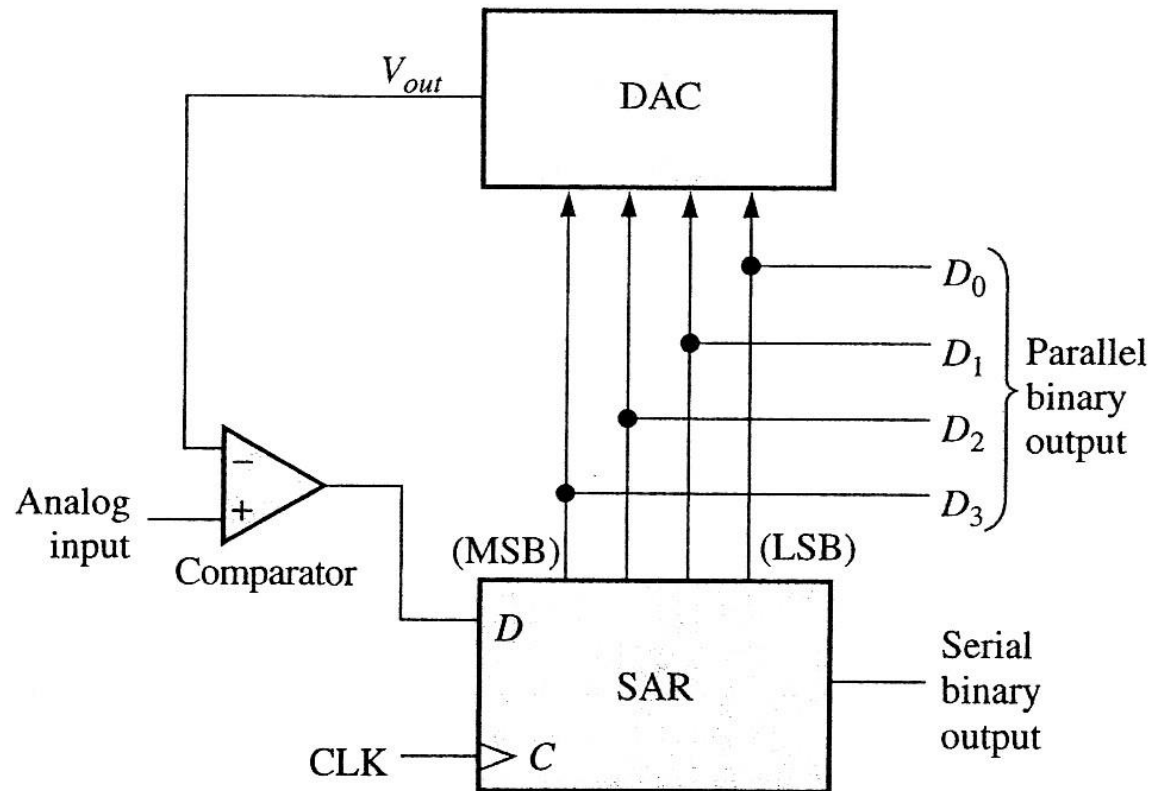 DAC
V_out
D_0
D_1
D_2
D_3
Parallel
binary
output
−
+
Analog
input
Comparator
(MSB)
(LSB)
D
SAR
C
CLK
Serial
binary
output